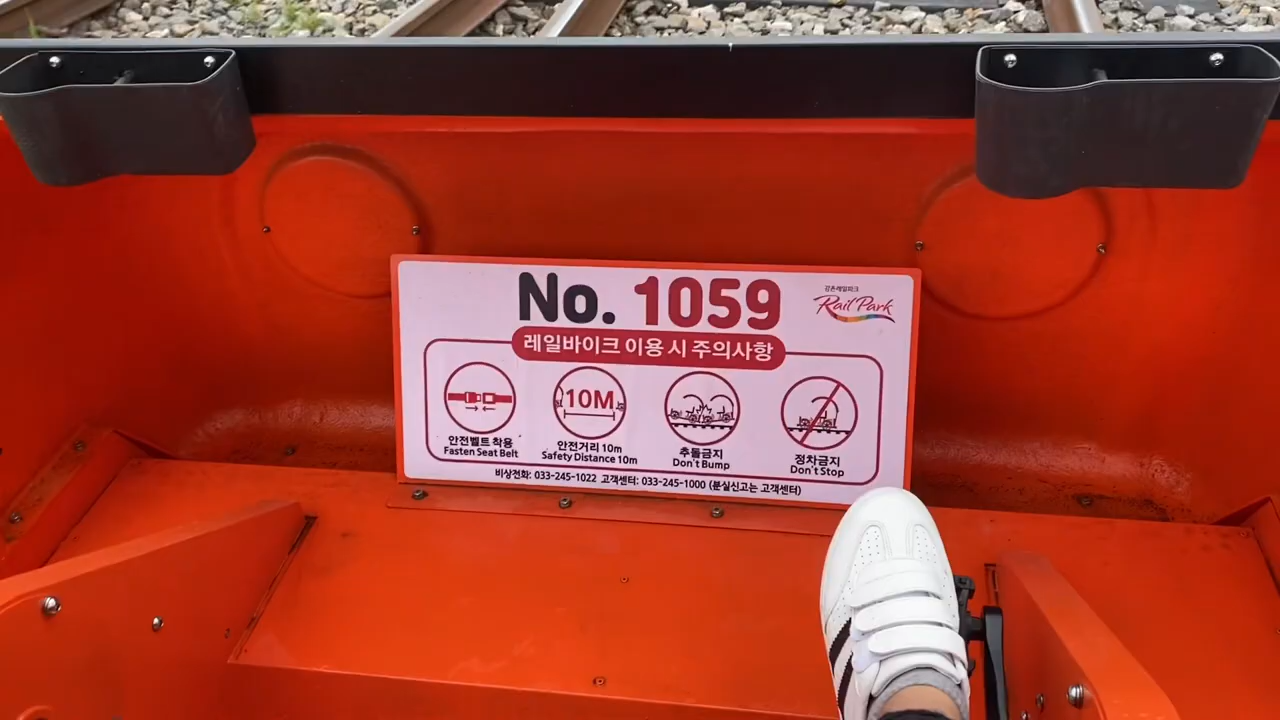 No. 1059
강촌레일파크
Rail Park
레일바이크 이용 시 주의사항
10M
안전벨트 착용
Fasten Seat Belt
안전거리 10m
Safety Distance 10m
추돌금지
Don't Bump
정차금지
Don't Stop
비상전화: 033-245-1022 고객센터: 033-245-1000 (분실신고는 고객센터)